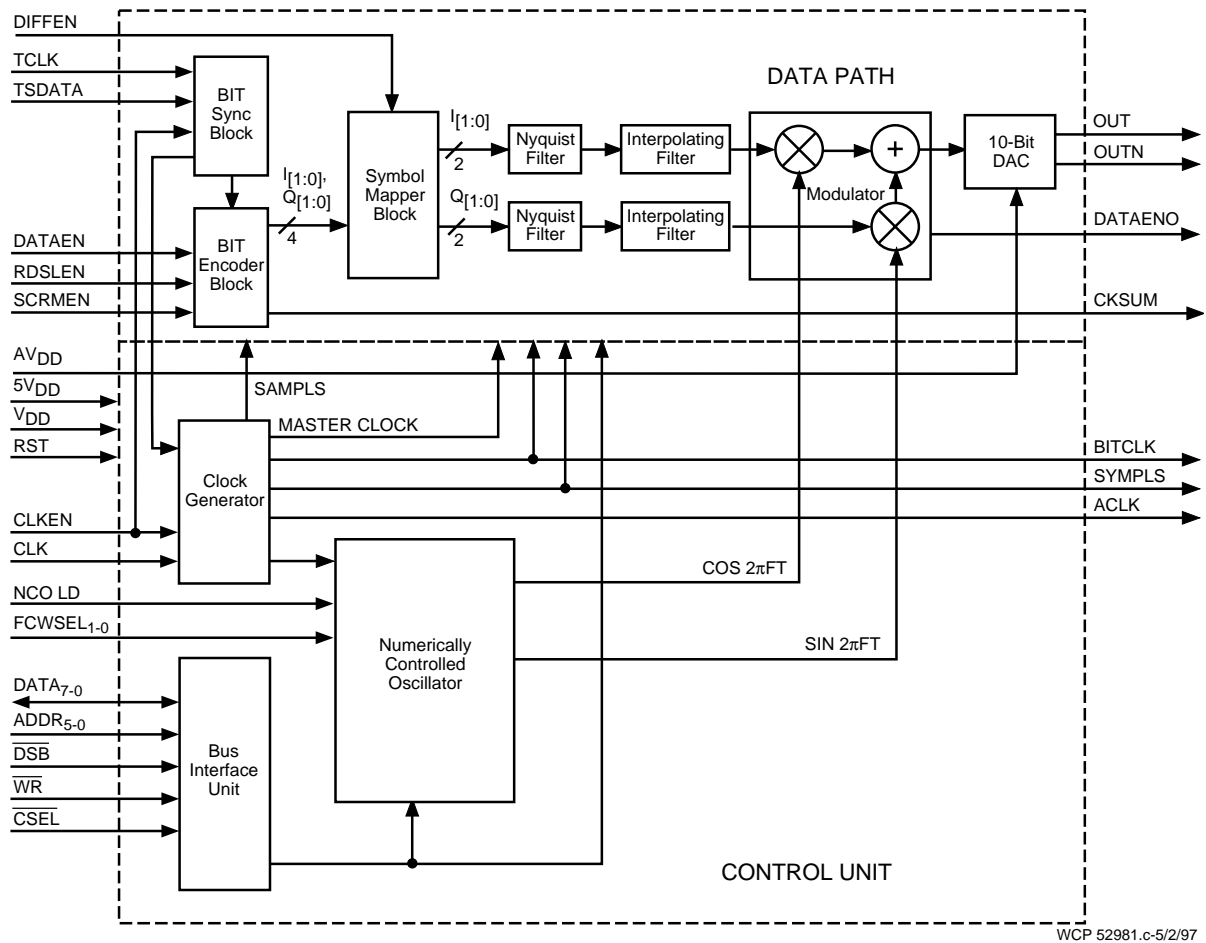 DIFFEN
TCLK
TSDATA
BIT
Sync
Block
DATA PATH
I[1:0]
2
Nyquist
Filter
Interpolating
Filter
10-Bit
DAC
OUT
OUTN
I[1:0],
Q[1:0]
4
Symbol
Mapper
Block
Q[1:0]
2
Nyquist
Filter
Interpolating
Filter
+
Modulator
DATAEN
RDSLEN
SCRMEN
BIT
Encoder
Block
DATAENO
CKSUM
AVDD
5VDD
VDD
RST
SAMPLS
MASTER CLOCK
Clock
Generator
BITCLK
SYMPLS
ACLK
CLKEN
CLK
NCO LD
FCWSEL1-0
COS 2πFT
SIN 2πFT
Numerically
Controlled
Oscillator
DATA7-0
ADDR5-0
D̅S̅B̅
W̅R̅
C̅S̅E̅L̅
Bus
Interface
Unit
CONTROL UNIT
WCP 52981.c-5/2/97